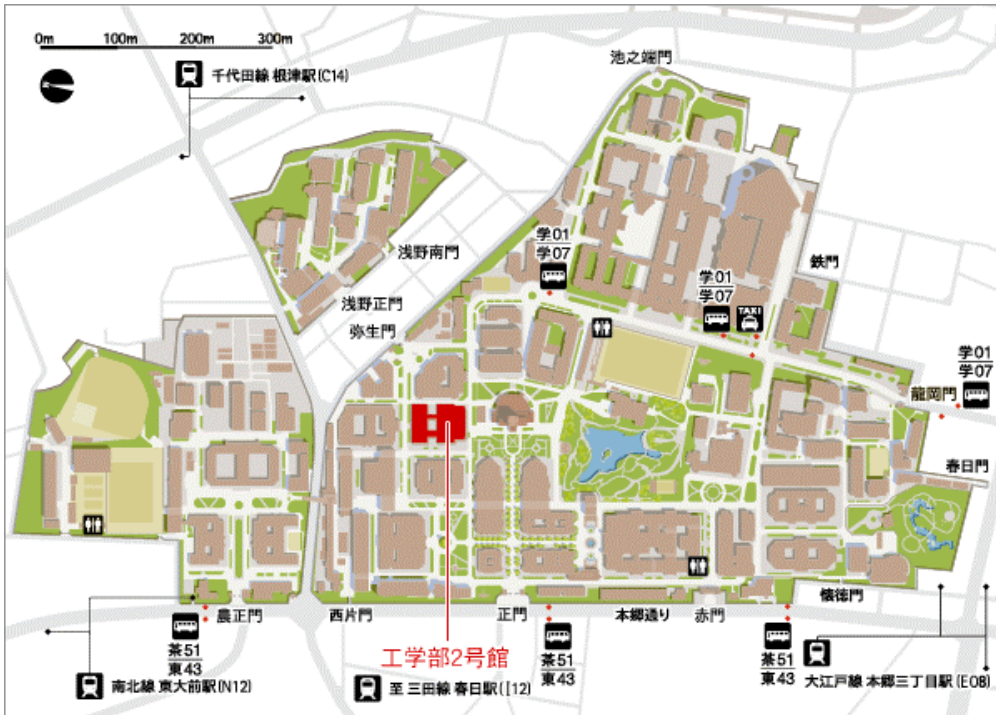 0m 100m 200m 300m
千代田線 根津駅(C14)
池之端門
浅野南門
学01
学07
学01
学07
TAXI
鉄門
浅野正門
弥生門
学01
学07
龍岡門
春日門
農正門
西片門
正門
本郷通り
赤門
懐徳門
茶51
東43
工学部2号館
茶51
東43
茶51
東43
南北線 東大前駅(N12)
至 三田線 春日駅(I12)
大江戸線 本郷三丁目駅(E08)